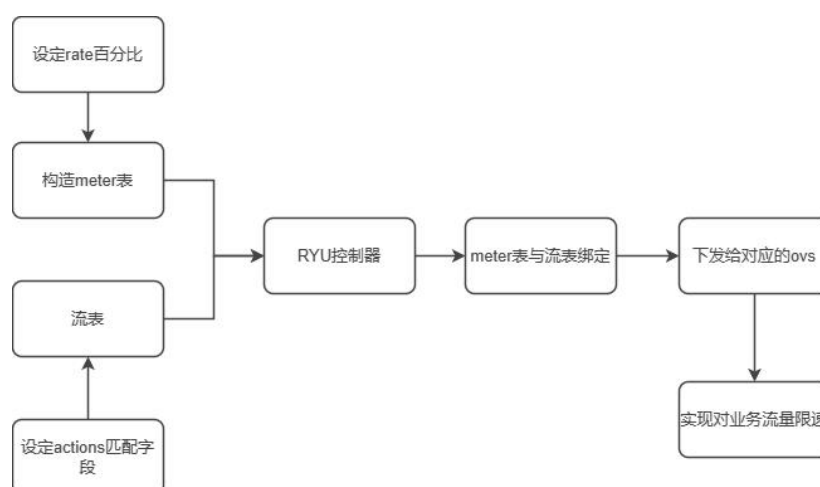 设定rate百分比
构造meter表
RYU控制器
meter表与流表绑定
下发给对应的ovs
流表
实现对业务流量限速
设定actions匹配字
段